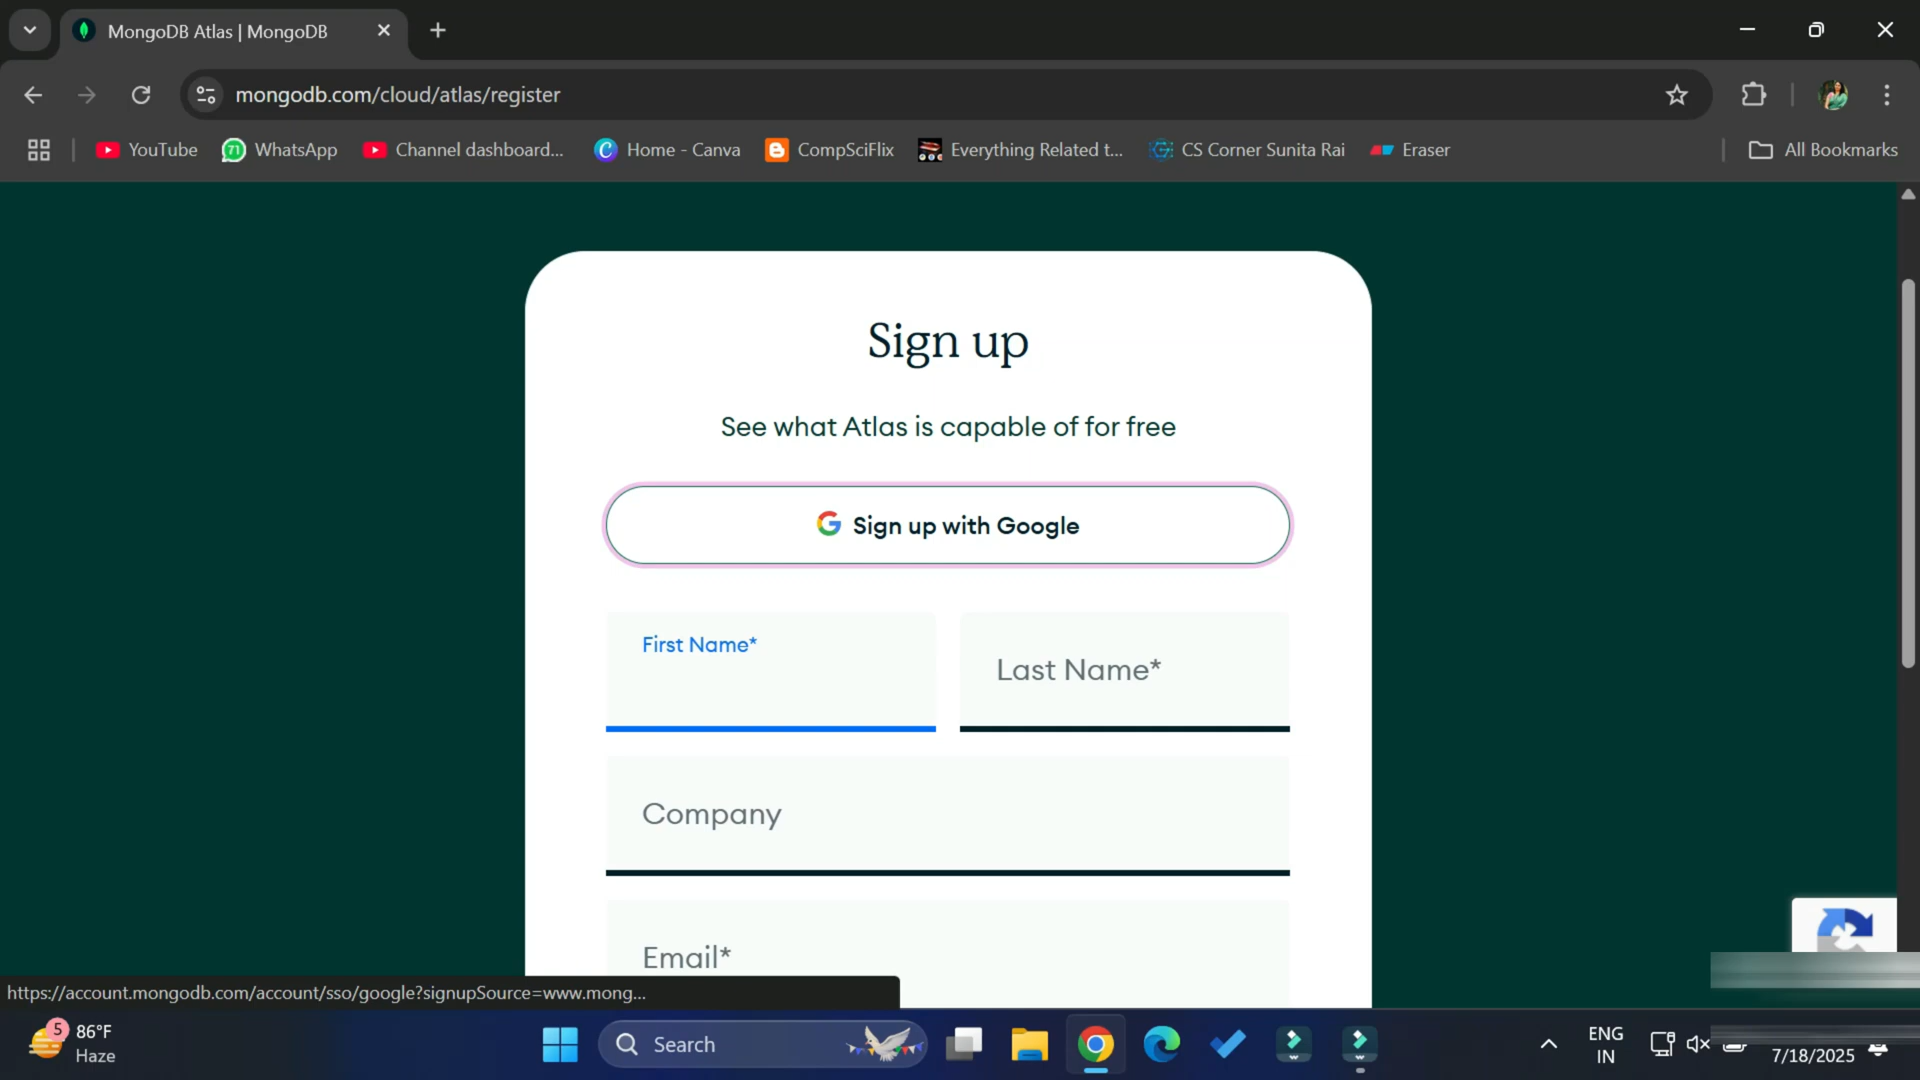 MongoDB Atlas | MongoDB
mongodb.com/cloud/atlas/register
YouTube
71
WhatsApp
Channel dashboard...
Home - Canva
CompSciFlix
Everything Related t...
CS Corner Sunita Rai
Eraser
All Bookmarks
Sign up
See what Atlas is capable of for free
Sign up with Google
First Name*
Last Name*
Company
Email*
https://account.mongodb.com/account/sso/google?signupSource=www.mong...
5
86°F
Haze
Search
ENG
IN
7/18/2025